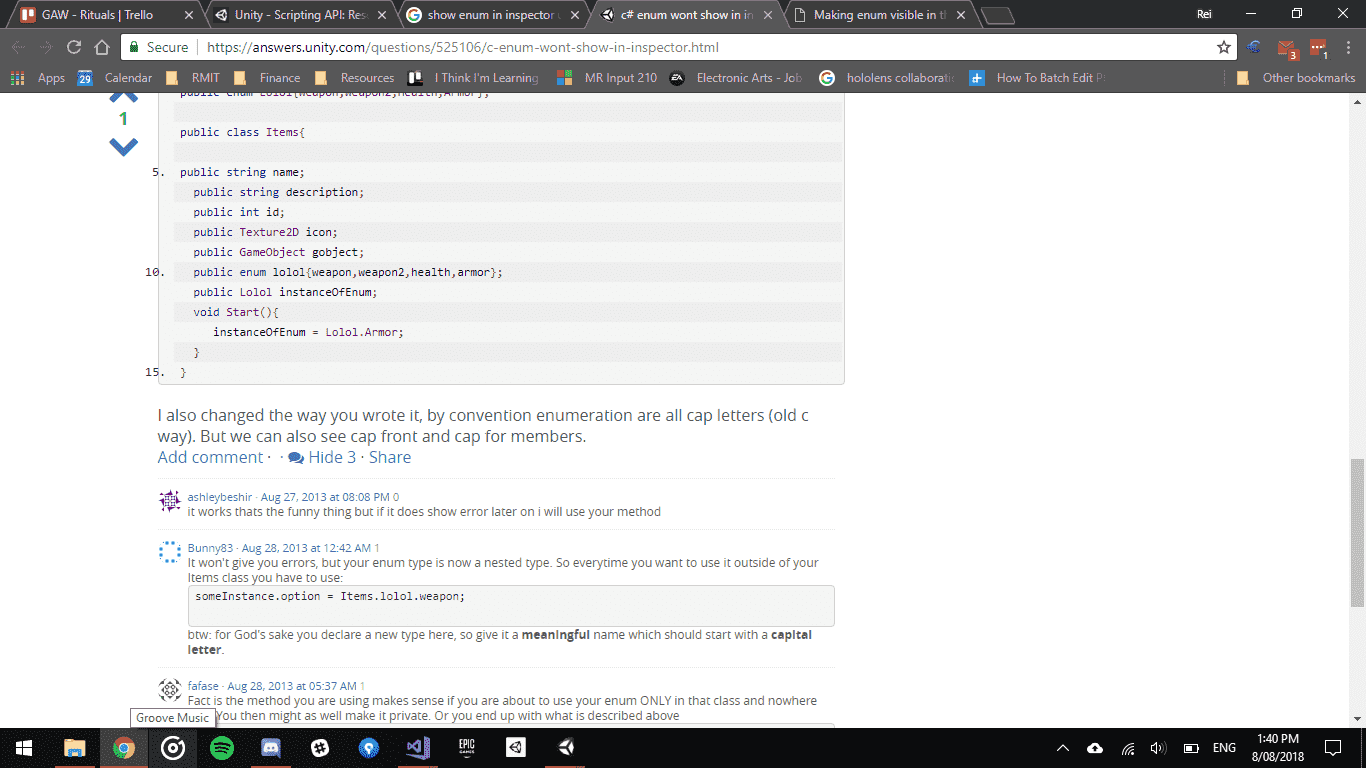 GAW - Rituals | Trello
Unity - Scripting API: Res
show enum in inspector
c# enum wont show in in
Making enum visible in t
Rei
Secure
https://answers.unity.com/questions/525106/c-enum-wont-show-in-inspector.html
3
1
Apps
29
Calendar
RMIT
Finance
Resources
I Think I'm Learning
MR Input 210
EA
Electronic Arts - Job
hololens collaborati
How To Batch Edit P
Other bookmarks
public enum Lolol{Weapon,Weapon2,Health,Armor};
1
public class Items{
5. public string name;
public string description;
public int id;
public Texture2D icon;
public GameObject gobject;
10. public enum lolol{weapon,weapon2,health,armor};
public Lolol instanceOfEnum;
void Start(){
instanceOfEnum = Lolol.Armor;
}
15. }
I also changed the way you wrote it, by convention enumeration are all cap letters (old c
way). But we can also see cap front and cap for members.
Add comment · · Hide 3 · Share
ashleybeshir · Aug 27, 2013 at 08:08 PM 0
it works thats the funny thing but if it does show error later on i will use your method
Bunny83 · Aug 28, 2013 at 12:42 AM 1
It won't give you errors, but your enum type is now a nested type. So everytime you want to use it outside of your
Items class you have to use:
someInstance.option = Items.lolol.weapon;
btw: for God's sake you declare a new type here, so give it a meaningful name which should start with a capital
letter.
fafase · Aug 28, 2013 at 05:37 AM 1
Fact is the method you are using makes sense if you are about to use your enum ONLY in that class and nowhere
You then might as well make it private. Or you end up with what is described above
Groove Music
EPIC
GAMES
ENG
1:40 PM
8/08/2018